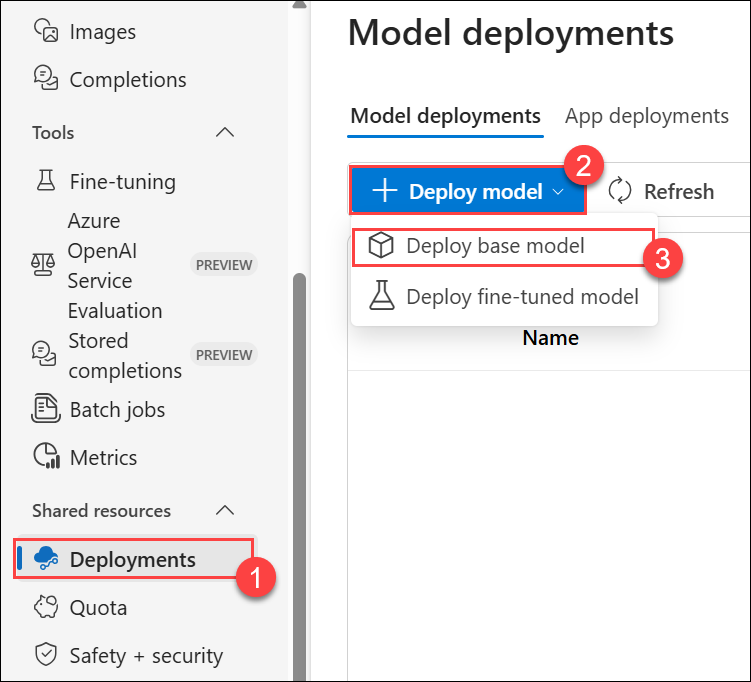 Images
Completions
Tools
Fine-tuning
Azure
OpenAI
Service
Evaluation
PREVIEW
Stored
completions
PREVIEW
Batch jobs
Metrics
Shared resources
Deployments
1
Quota
Safety + security
Model deployments
Model deployments App deployments
2
Deploy model Refresh
Deploy base model
3
Deploy fine-tuned model
Name